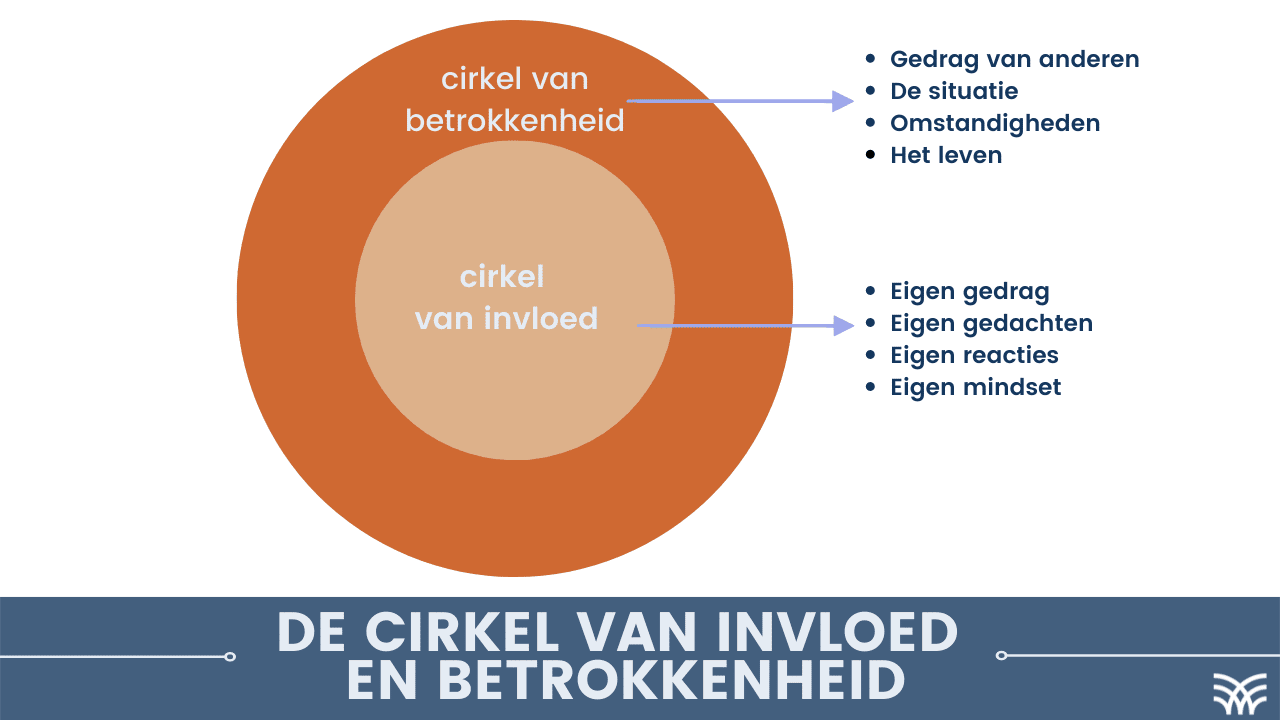 cirkel van
betrokkenheid
• Gedrag van anderen
• De situatie
• Omstandigheden
• Het leven
cirkel
van invloed
• Eigen gedrag
• Eigen gedachten
• Eigen reacties
• Eigen mindset
DE CIRKEL VAN INVLOED
EN BETROKKENHEID